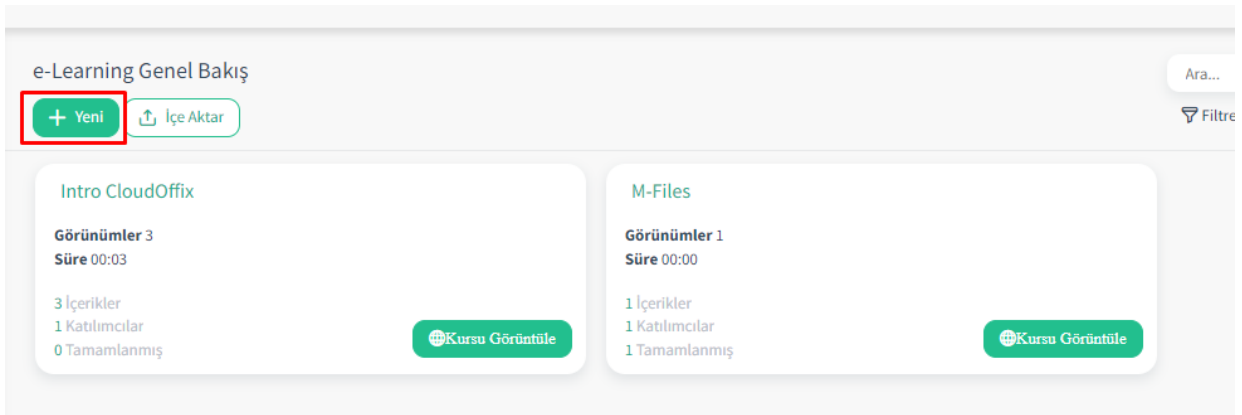 e-Learning Genel Bakış
Ara...
Yeni
İçe Aktar
Filtre
Intro CloudOffix
Görünümler 3
Süre 00:03
3 İçerikler
1 Katılımcılar
0 Tamamlanmış
Kursu Görüntüle
M-Files
Görünümler 1
Süre 00:00
1 İçerikler
1 Katılımcılar
1 Tamamlanmış
Kursu Görüntüle